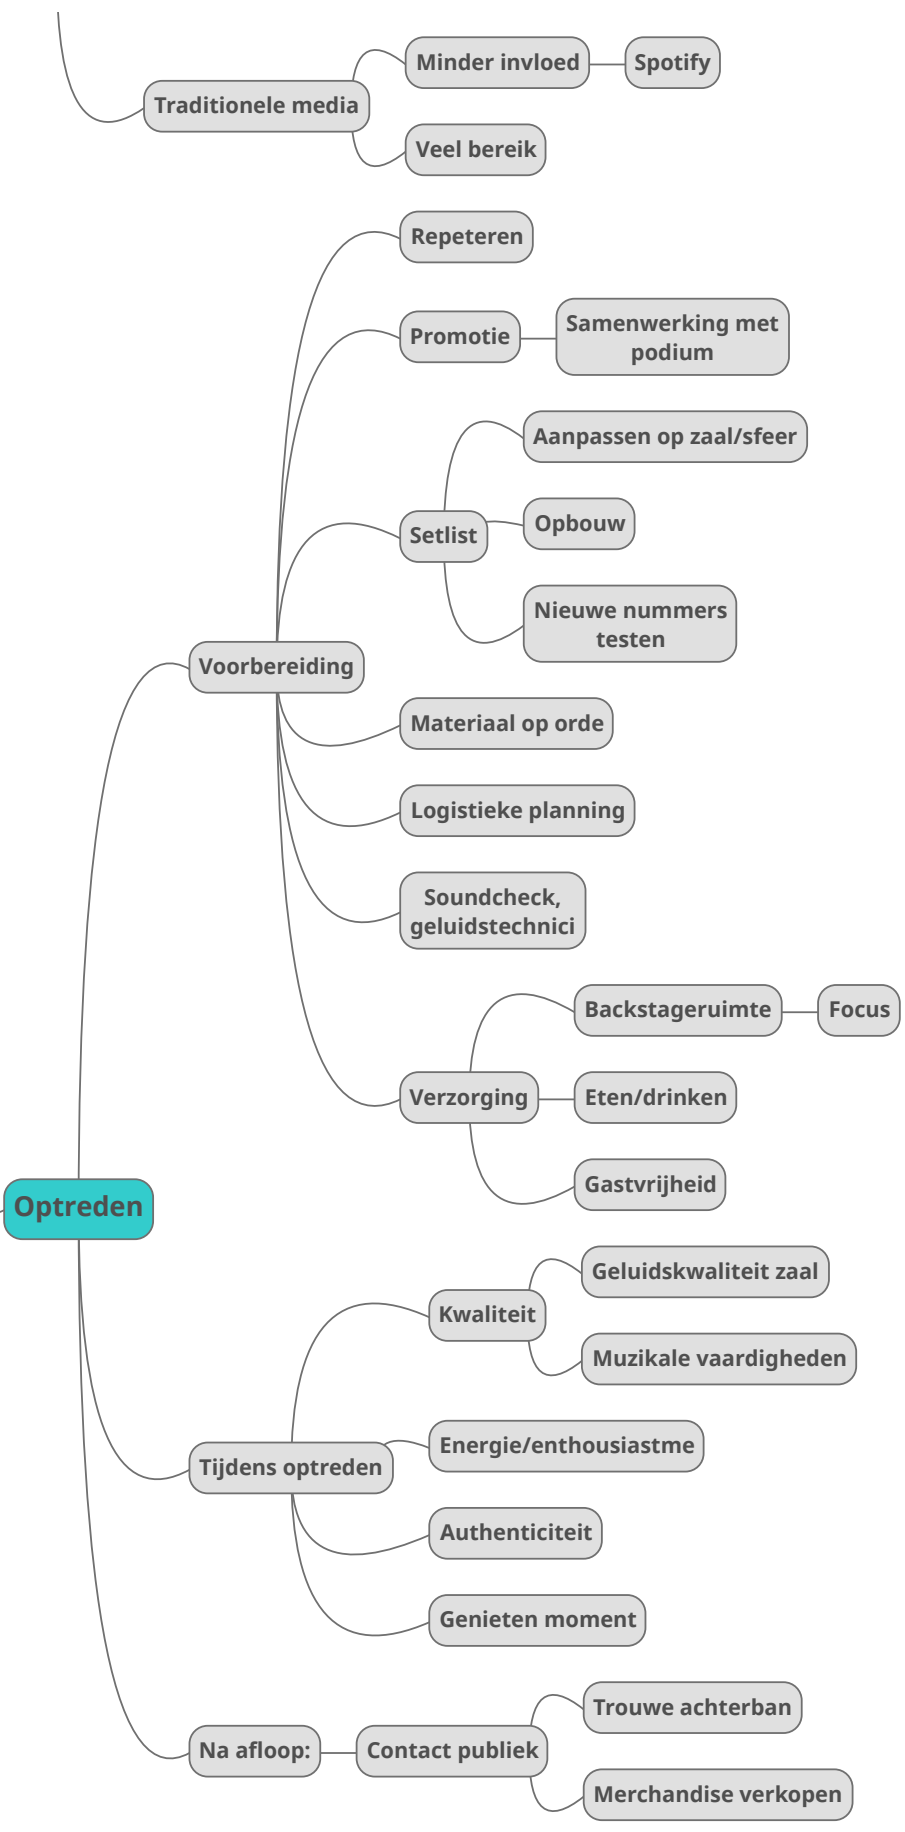 Minder invloed
Spotify
Traditionele media
Veel bereik
Repeteren
Promotie
Samenwerking met
podium
Aanpassen op zaal/sfeer
Setlist
Opbouw
Nieuwe nummers
testen
Voorbereiding
Materiaal op orde
Logistieke planning
Soundcheck,
geluidstechnici
Backstageruimte
Focus
Verzorging
Eten/drinken
Gastvrijheid
Optreden
Geluidskwaliteit zaal
Kwaliteit
Muzikale vaardigheden
Energie/enthousiastme
Tijdens optreden
Authenticiteit
Genieten moment
Trouwe achterban
Na afloop:
Contact publiek
Merchandise verkopen